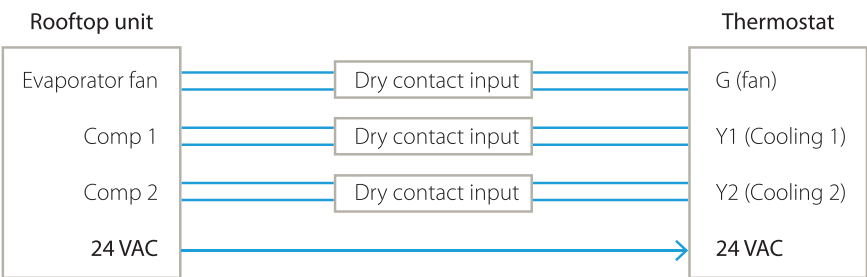 Rooftop unit
Thermostat
Evaporator fan
Dry contact input
G (fan)
Comp 1
Dry contact input
Y1 (Cooling 1)
Comp 2
Dry contact input
Y2 (Cooling 2)
24 VAC
24 VAC